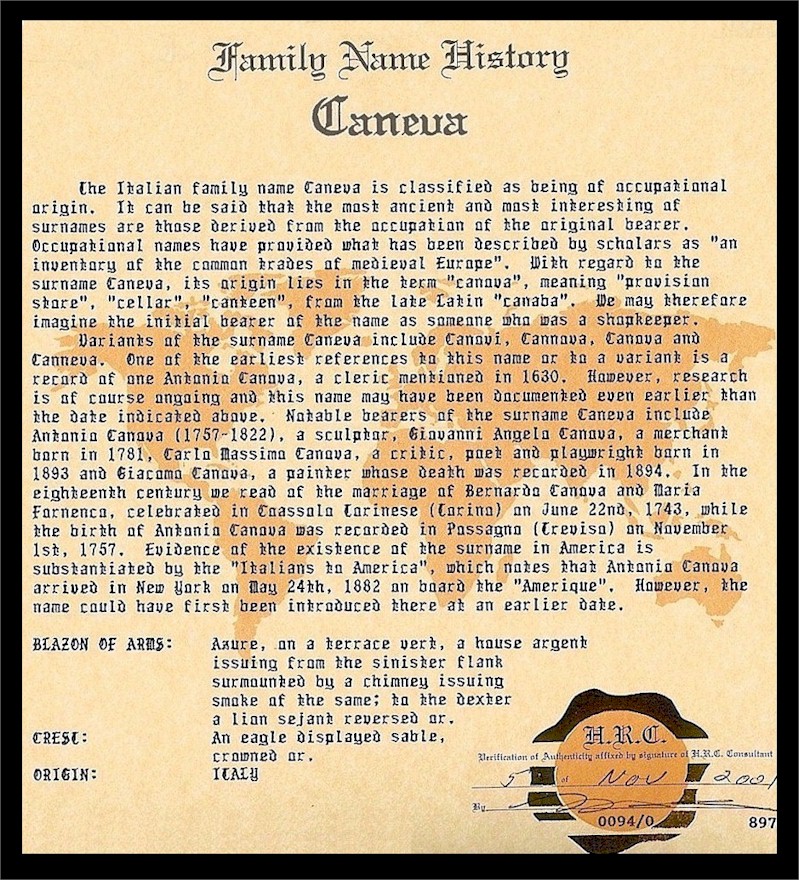 Family Name History
Caneva
The Italian family name Caneva is classified as being of occupational
origin. It can be said that the most ancient and most interesting of
surnames are those derived from the occupation of the original bearer.
Occupational names have provided what has been described by scholars as "an
inventory of the common trades of medieval Europe". With regard to the
surname Caneva, its origin lies in the term "canova", meaning "provision
store", "cellar", "canteen", from the late Latin "canaba". We may therefore
imagine the initial bearer of the name as someone who was a shopkeeper.
Variants of the surname Caneva include Canovi, Cannova, Canova and
Canneva. One of the earliest references to this name or to a variant is a
record of one Antonio Canova, a cleric mentioned in 1630. However, research
is of course ongoing and this name may have been documented even earlier than
the date indicated above. Notable bearers of the surname Caneva include
Antonio Canova (1757-1822), a sculptor, Giovanni Angelo Canova, a merchant
born in 1781, Carlo Massimo Canova, a critic, poet and playwright born in
1893 and Giacomo Canova, a painter whose death was recorded in 1894. In the
eighteenth century we read of the marriage of Bernardo Canova and Maria
Fornenco, celebrated in Coassolo Torinese (Torino) on June 22nd, 1743, while
the birth of Antonio Canova was recorded in Possagno (Treviso) on November
1st, 1757. Evidence of the existence of the surname in America is
substantiated by the "Italians to America", which notes that Antonio Canova
arrived in New York on May 24th, 1882 on board the "Amerique". However, the
name could have first been introduced there at an earlier date.
BLAZON OF ARMS: Azure, on a terrace vert, a house argent
issuing from the sinister flank
surmounted by a chimney issuing
smoke of the same; to the dexter
a lion sejant reversed or.
CREST: An eagle displayed sable,
crowned or.
ORIGIN: ITALY
H.R.C.
Verification of Authenticity affixed by signature of H.R.C. Consultant
5 of Nov 2001
By
0094/0 897